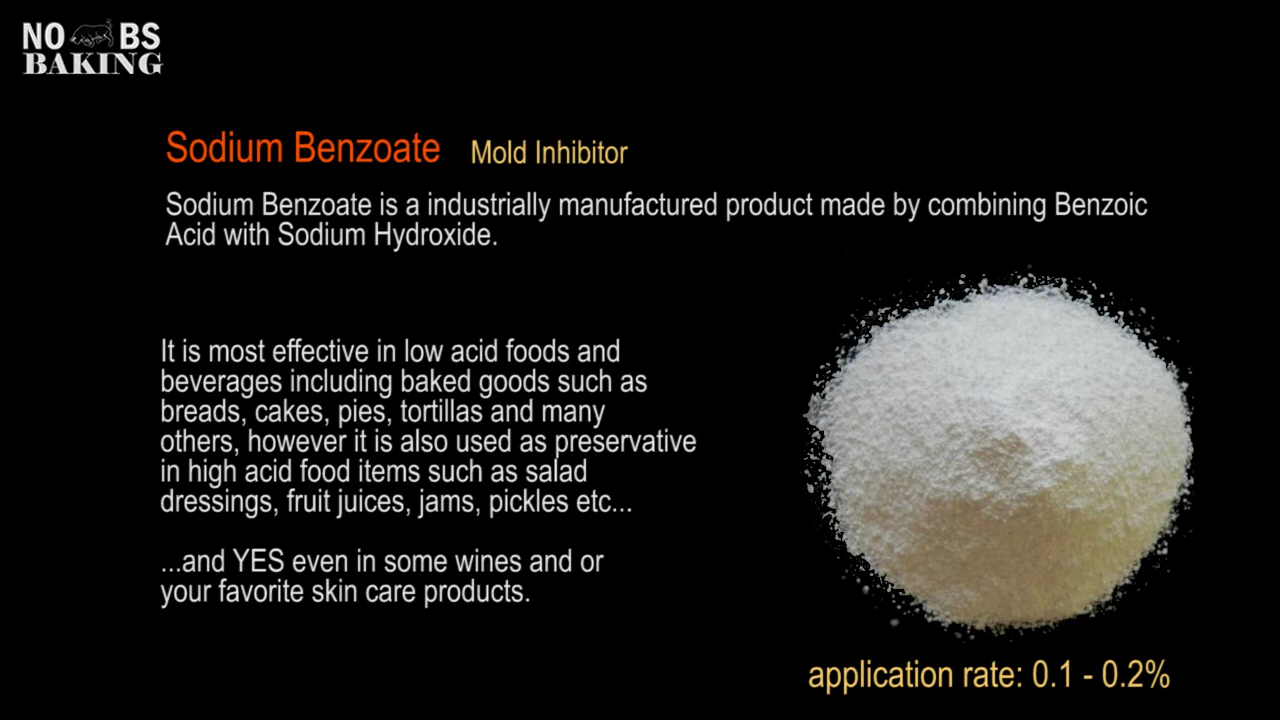 NO BS
BAKING
Sodium Benzoate Mold Inhibitor
Sodium Benzoate is a industrially manufactured product made by combining Benzoic
Acid with Sodium Hydroxide.
It is most effective in low acid foods and
beverages including baked goods such as
breads, cakes, pies, tortillas and many
others, however it is also used as preservative
in high acid food items such as salad
dressings, fruit juices, jams, pickles etc...
...and YES even in some wines and or
your favorite skin care products.
application rate: 0.1 - 0.2%